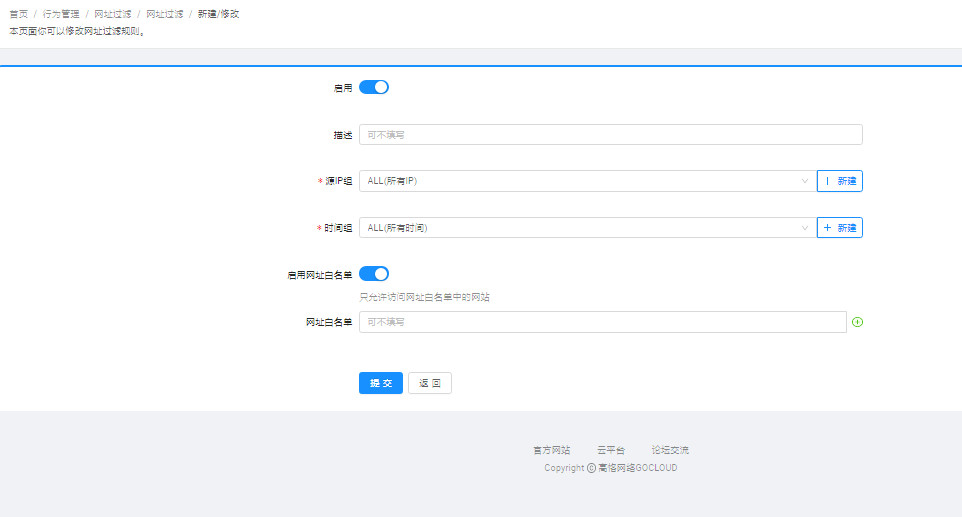 首页 / 行为管理 / 网址过滤 / 网址过滤 / 新建/修改
本页面你可以修改网址过滤规则。
启用
描述 可不填写
* 源IP组 ALL(所有IP) 新建
* 时间组 ALL(所有时间) + 新建
启用网址白名单
只允许访问网址白名单中的网站
网址白名单 可不填写
提 交 返 回
官方网站 云平台 论坛交流
Copyright © 高恪网络GOCLOUD